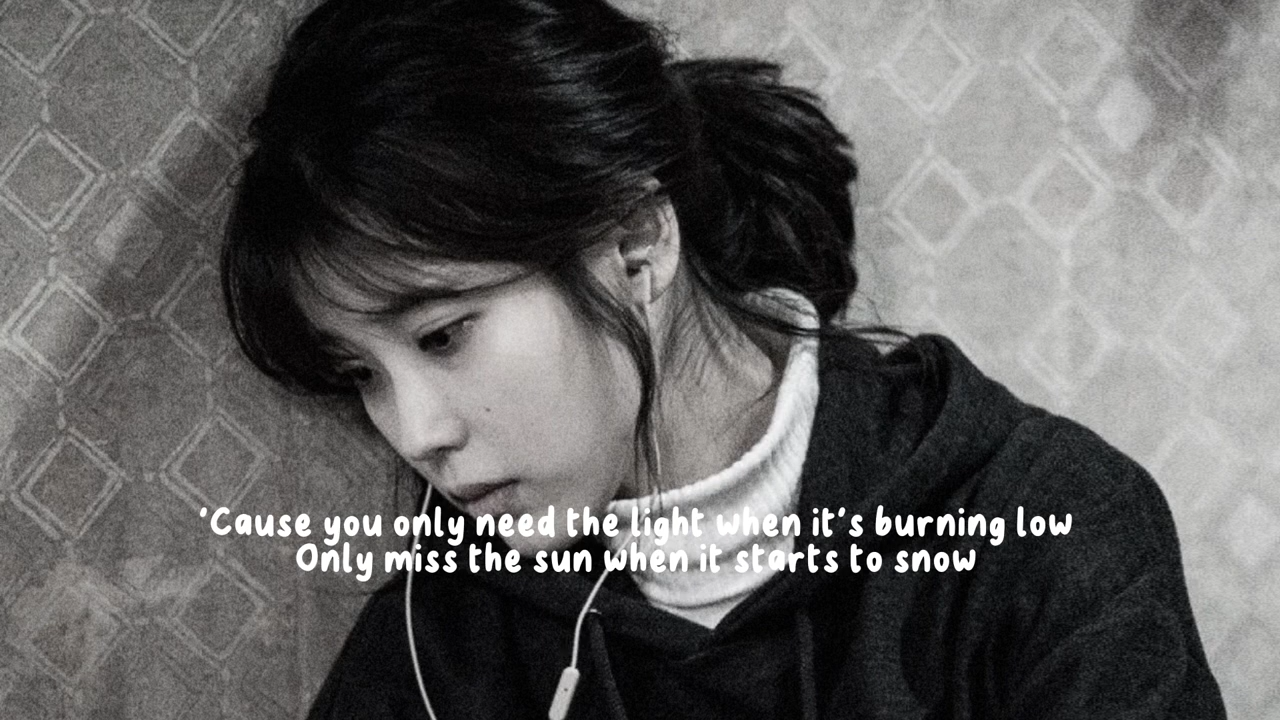 'Cause you only need the light when it's burning low
Only miss the sun when it starts to snow